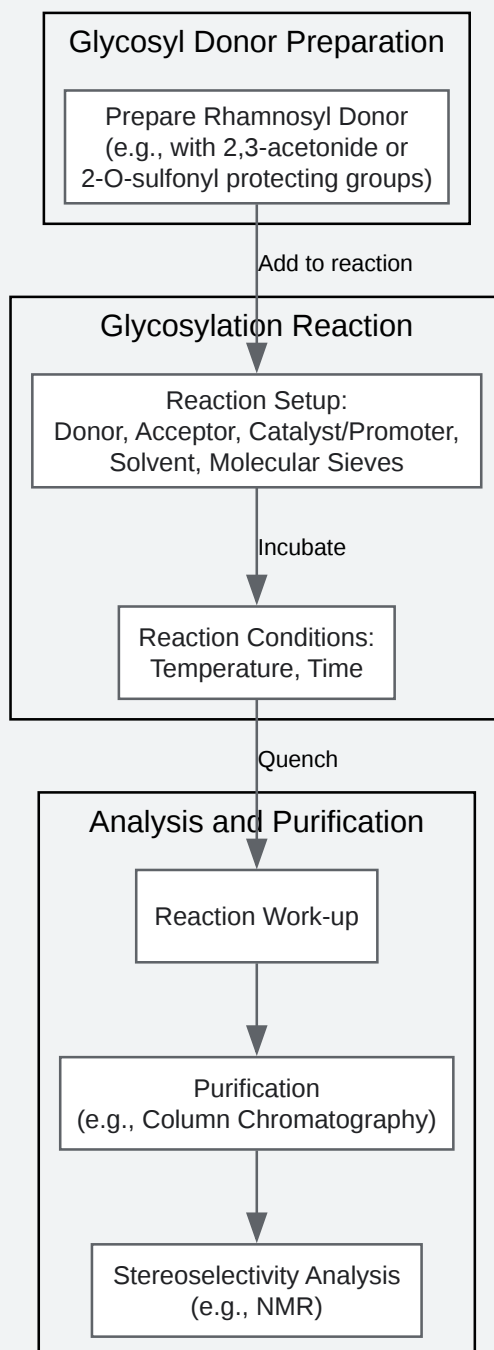 Glycosyl Donor Preparation
Prepare Rhamnosyl Donor
(e.g., with 2,3-acetonide or
2-O-sulfonyl protecting groups)
Add to reaction
Glycosylation Reaction
Reaction Setup:
Donor, Acceptor, Catalyst/Promoter,
Solvent, Molecular Sieves
Incubate
Reaction Conditions:
Temperature, Time
Quench
Analysis and Purification
Reaction Work-up
Purification
(e.g., Column Chromatography)
Stereoselectivity Analysis
(e.g., NMR)